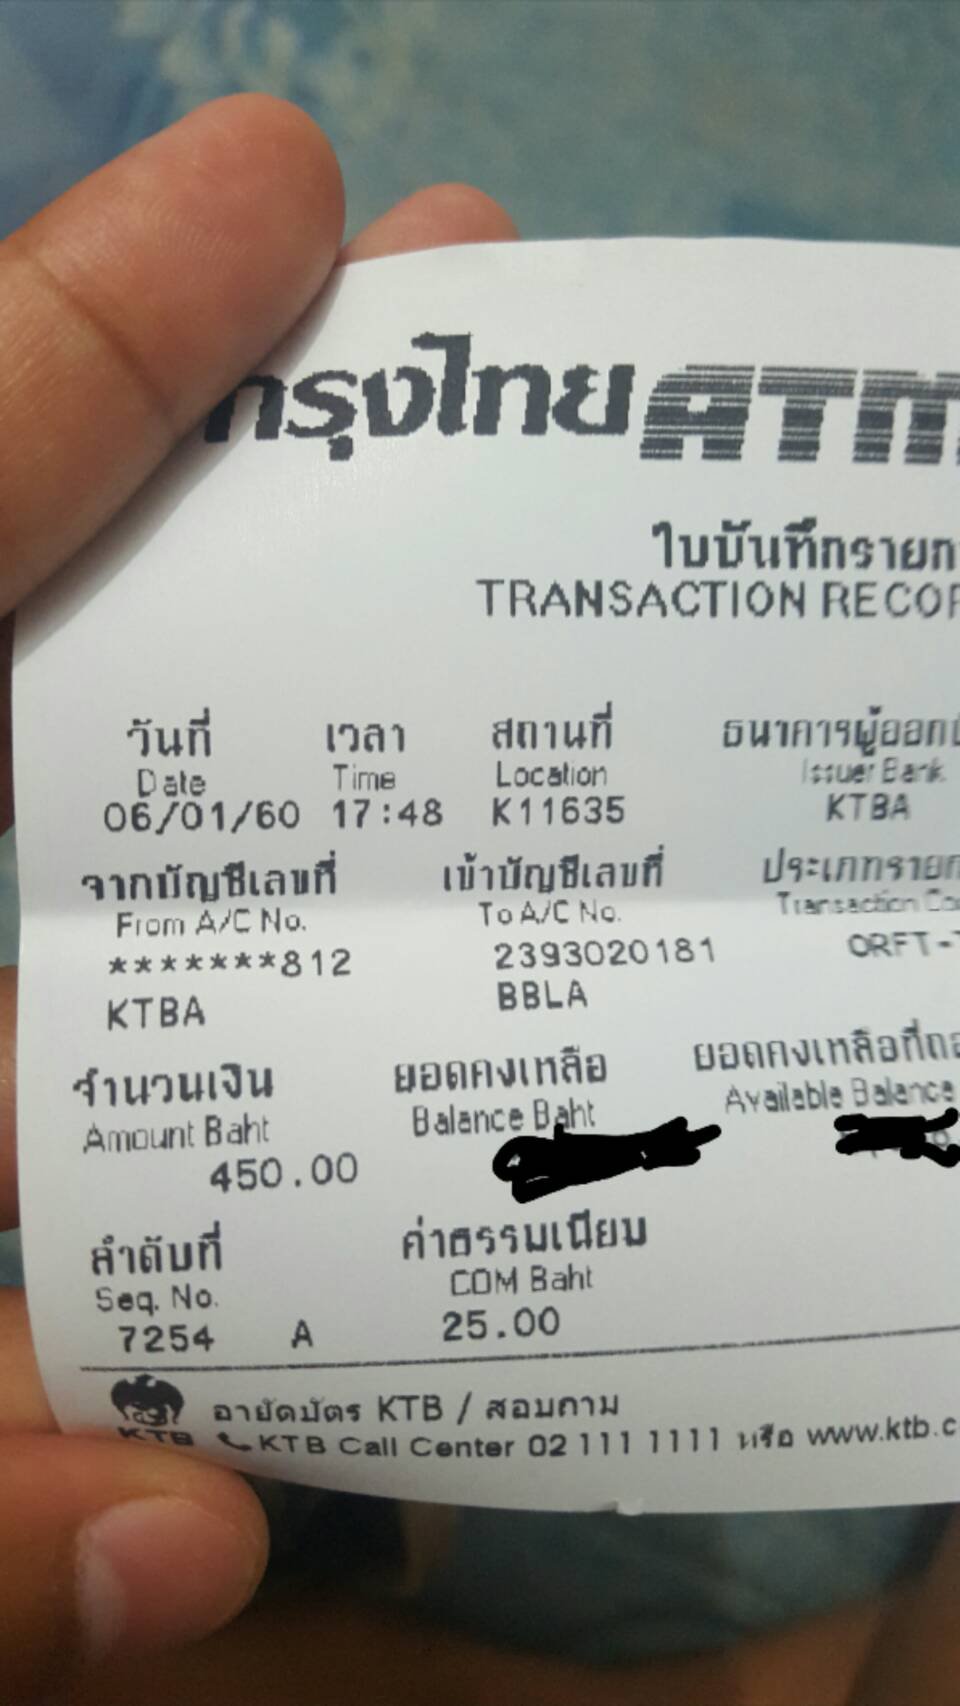 กรุงไทย ATM
ใบบันทึกรายก
TRANSACTION RECOR
วันที่ เวลา สถานที่ ธนาคารผู้ออก
Date Time Location Issuer Bank
06/01/60 17:48 K11635 KTBA
จากบัญชีเลขที่ เข้าบัญชีเลขที่ ประเภทรายก
From A/C No. To A/C No. Transaction Co
*******812 2393020181 ORFT-
KTBA BBLA
จำนวนเงิน ยอดคงเหลือ ยอดคงเหลือที่ถอ
Amount Baht Balance Baht Available Balance
450.00
ลำดับที่ ค่าธรรมเนียม
Seq. No. COM Baht
7254 A 25.00
อายัดบัตร KTB / สอบถาม
KTB KTB Call Center 02 111 1111 หรือ www.ktb.c